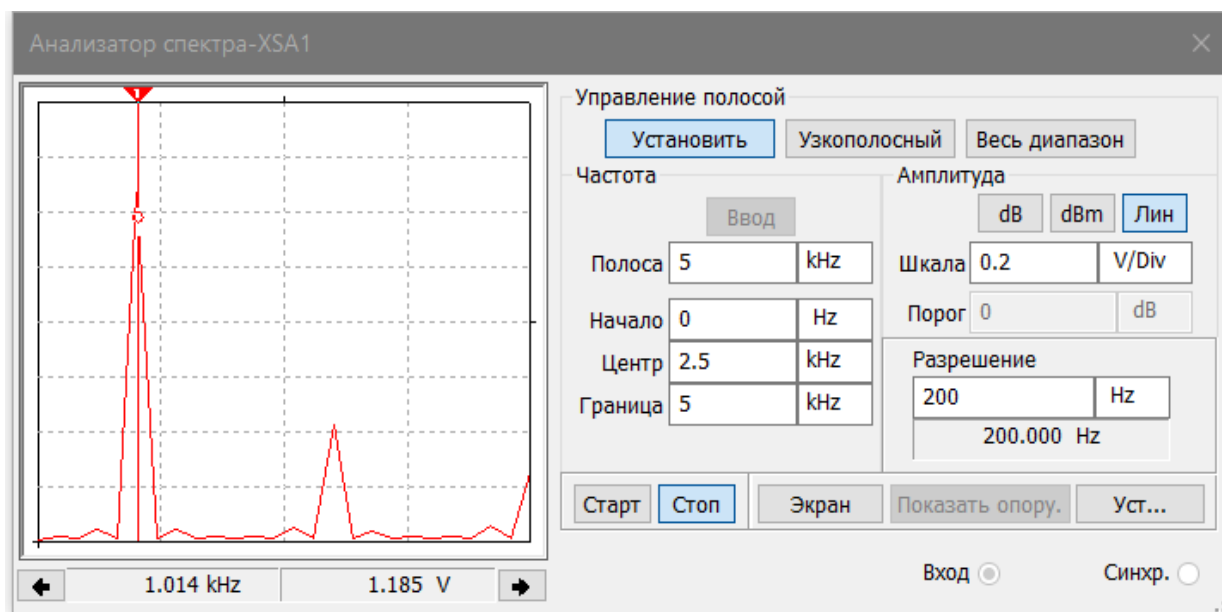 Анализатор спектра-XSA1
1
Управление полосой
Установить Узкополосный Весь диапазон
Частота
Ввод
Полоса 5 kHz
Начало 0 Hz
Центр 2.5 kHz
Граница 5 kHz
Амплитуда
dB dBm Лин
Шкала 0.2 V/Div
Порог 0 dB
Разрешение
200 Hz
200.000 Hz
Старт Стоп Экран Показать опору. Уст...
1.014 kHz 1.185 V
Вход Синхр.